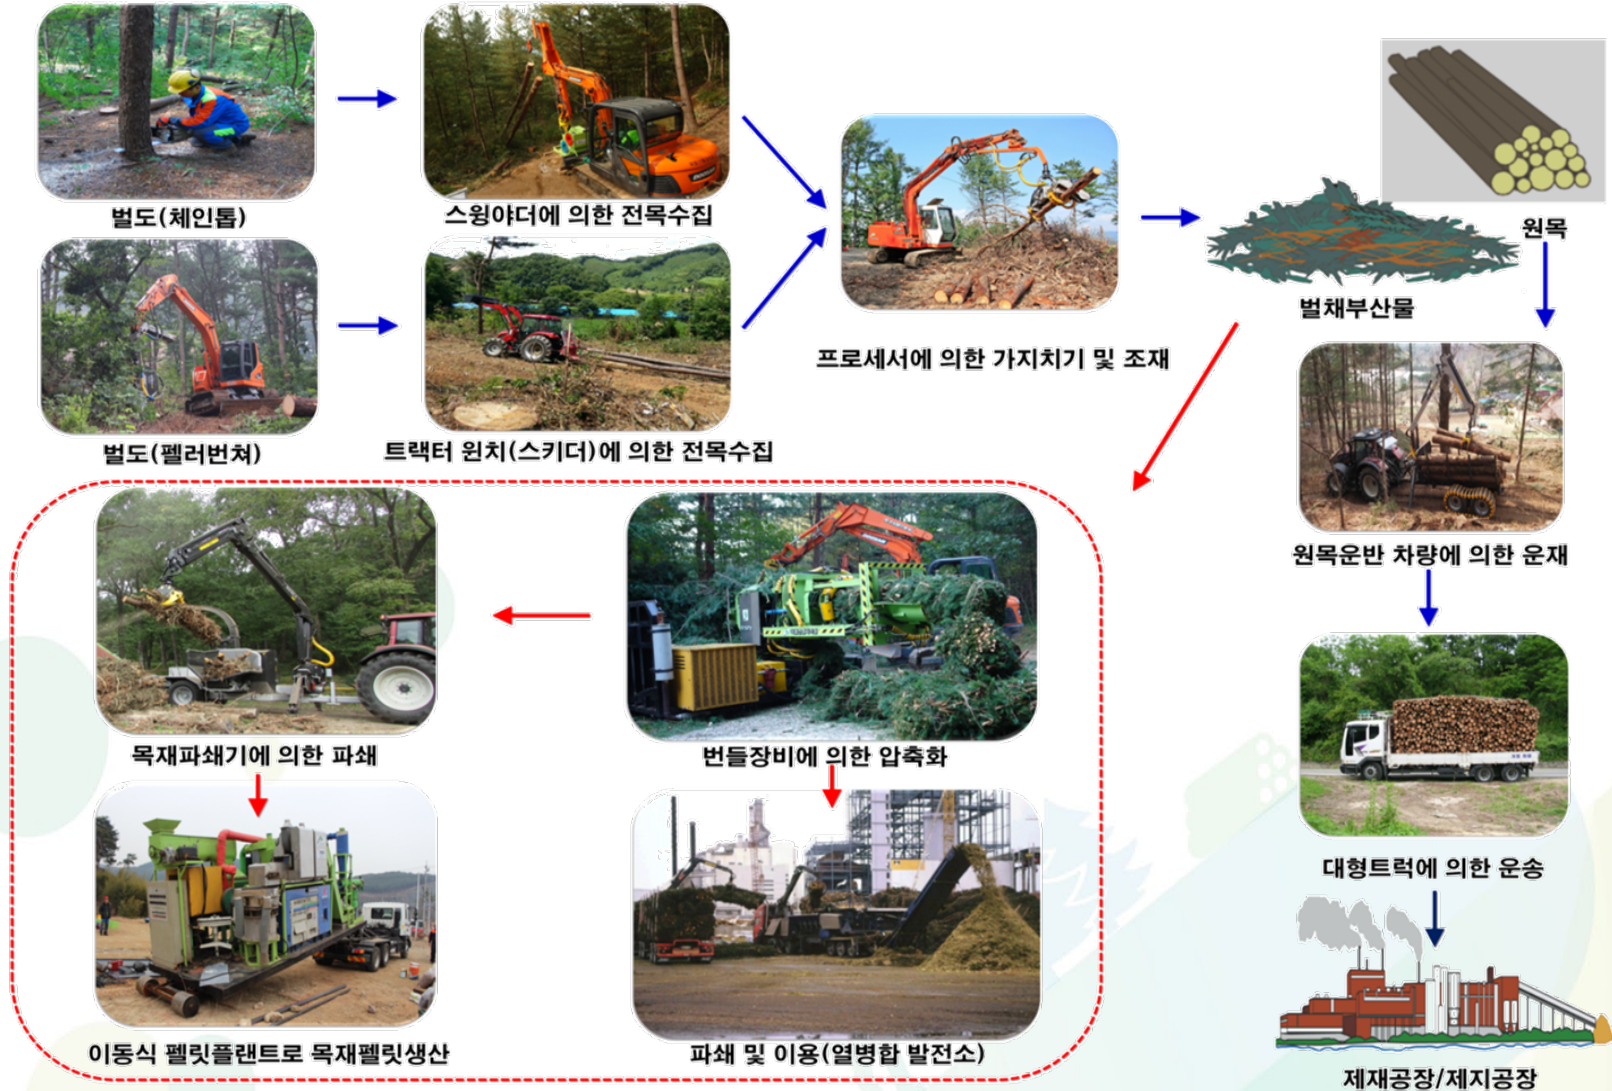 벌도(체인톱)
스윙야더에 의한 전목수집
원목
벌채부산물
프로세서에 의한 가지치기 및 조재
벌도(펠러번쳐)
트랙터 윈치(스키더)에 의한 전목수집
원목운반 차량에 의한 운재
목재파쇄기에 의한 파쇄
번들장비에 의한 압축화
대형트럭에 의한 운송
이동식 펠릿플랜트로 목재펠릿생산
파쇄 및 이용(열병합 발전소)
제재공장/제지공장